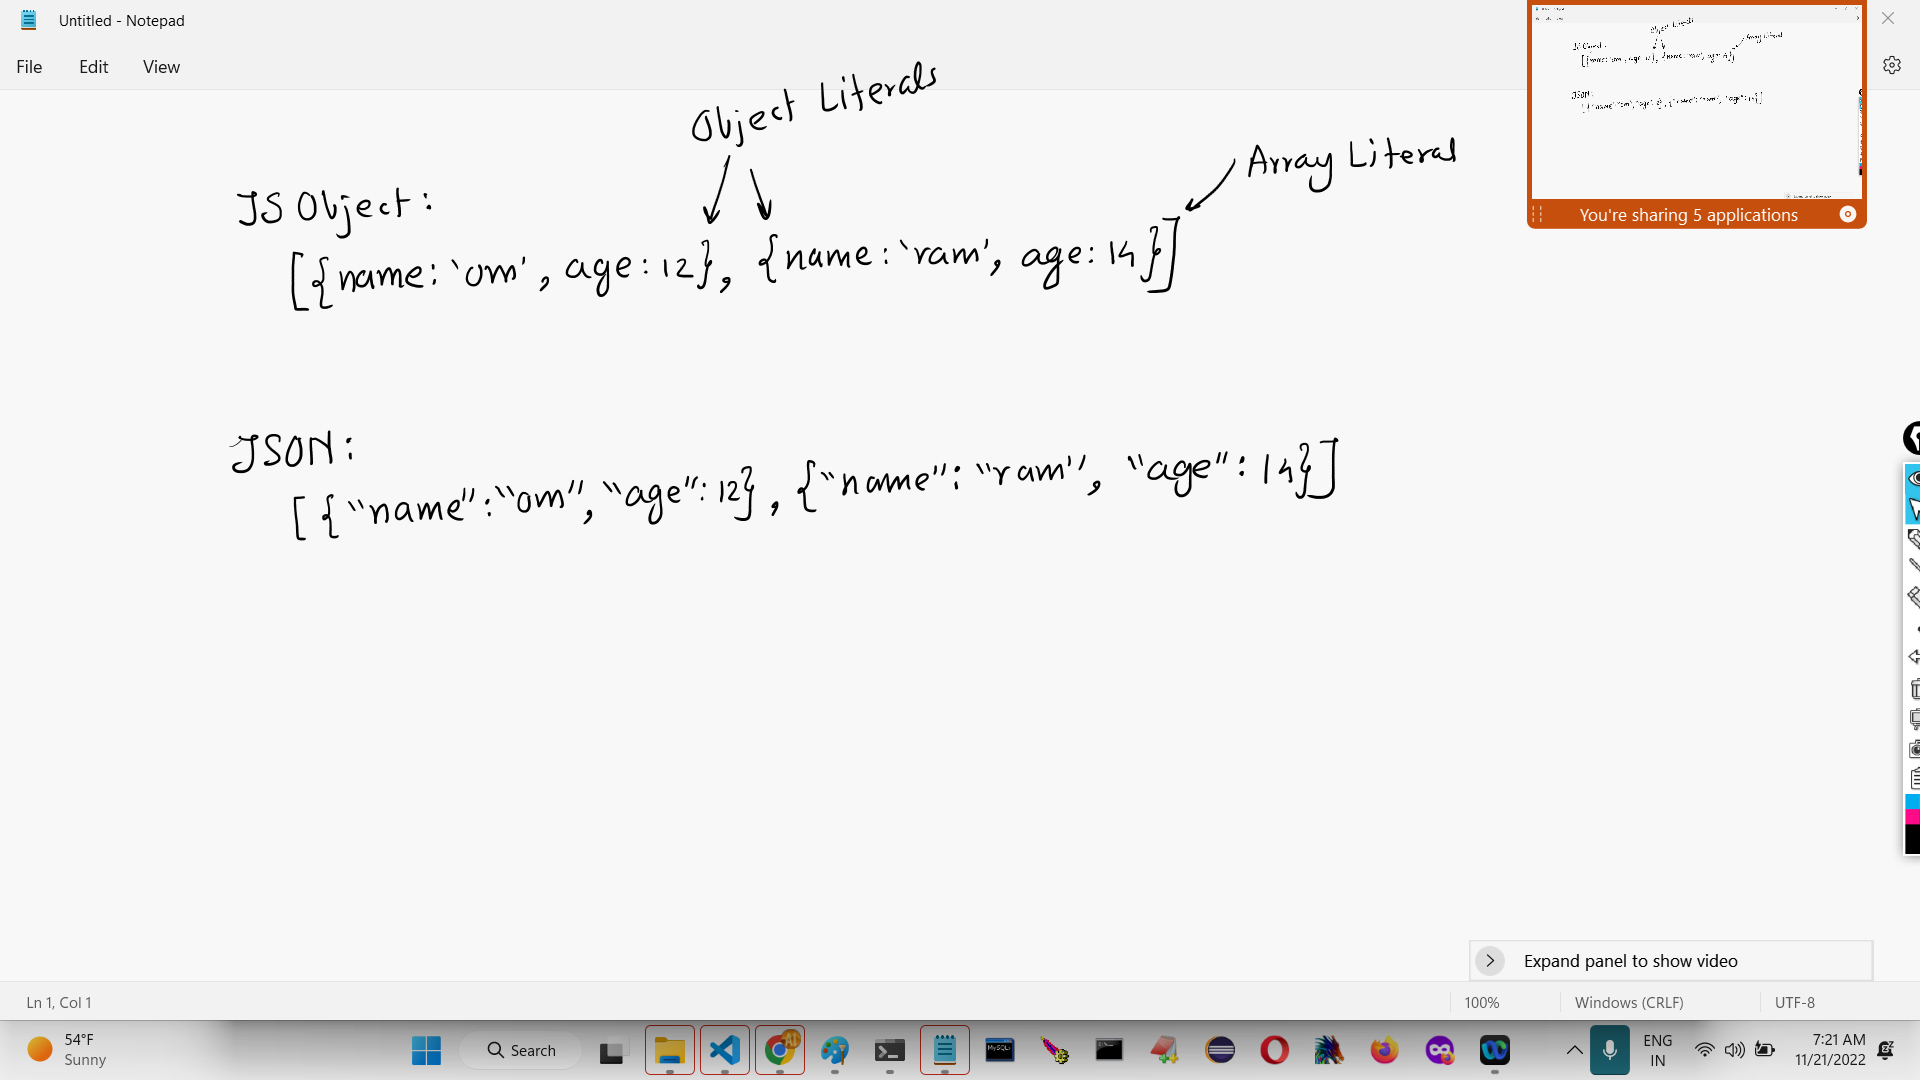 Untitled - Notepad
File Edit View
You're sharing 5 applications
Object Literals
Array Literal
JS Object:
[{name: 'om', age: 12}, {name: 'ram', age: 14}]
JSON:
[{"name":"om", "age": 12}, {"name": "ram", "age": 14}]
Expand panel to show video
Ln 1, Col 1 100% Windows (CRLF) UTF-8
54°F
Sunny
Search
ENG
IN
7:21 AM
11/21/2022